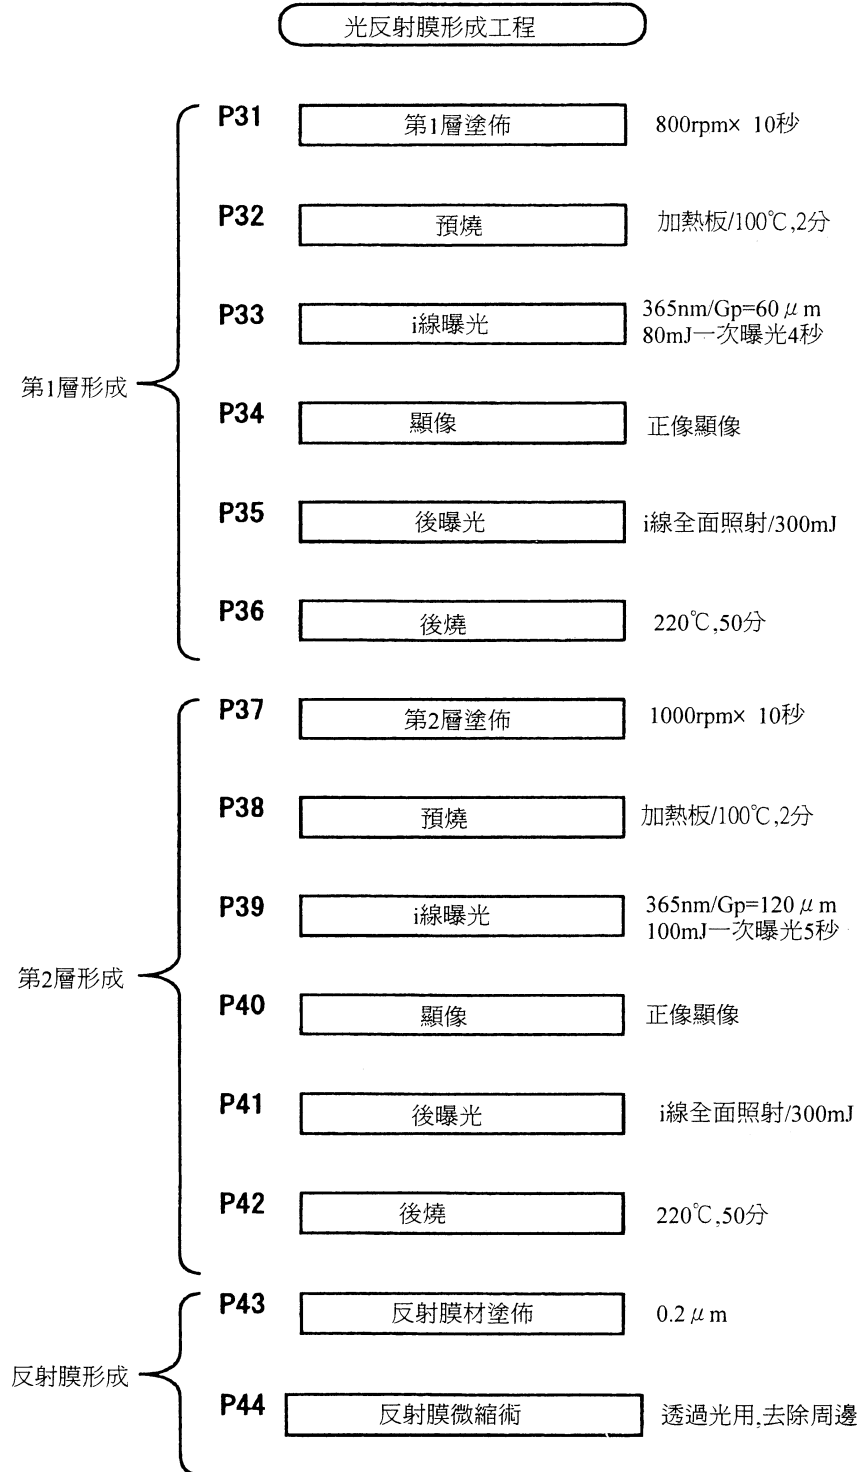 光反射膜形成工程
P31
第1層塗佈
800rpm× 10秒
P32
預燒
加熱板/100℃,2分
P33
i線曝光
365nm/Gp=60μm
80mJ一次曝光4秒
第1層形成
P34
顯像
正像顯像
P35
後曝光
i線全面照射/300mJ
P36
後燒
220℃,50分
P37
第2層塗佈
1000rpm× 10秒
P38
預燒
加熱板/100℃,2分
P39
i線曝光
365nm/Gp=120μm
100mJ一次曝光5秒
第2層形成
P40
顯像
正像顯像
P41
後曝光
i線全面照射/300mJ
P42
後燒
220℃,50分
P43
反射膜材塗佈
0.2μm
反射膜形成
P44
反射膜微縮術
透過光用,去除周邊